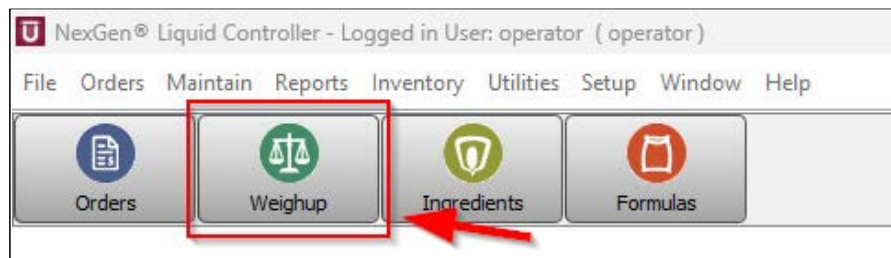 NexGen® Liquid Controller - Logged in User: operator ( operator )
File Orders Maintain Reports Inventory Utilities Setup Window Help
Orders Weighup Ingredients Formulas